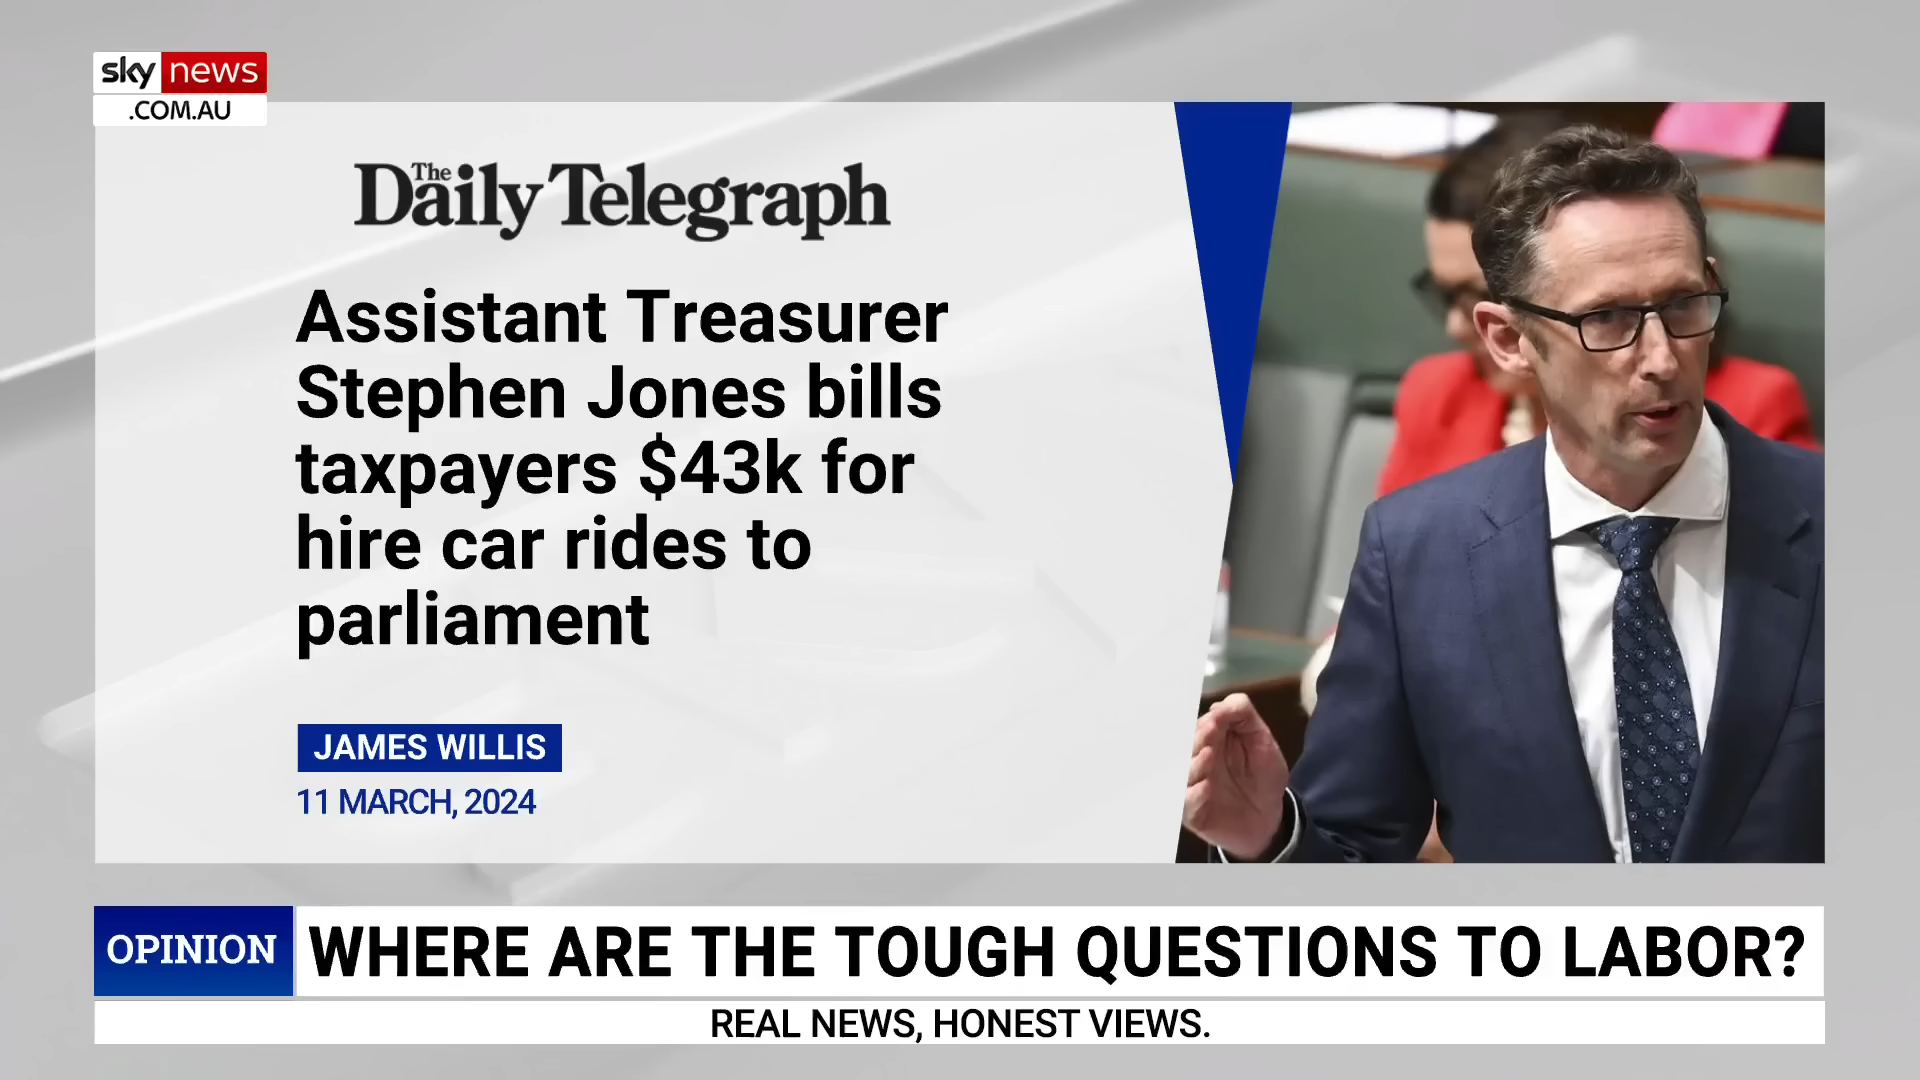 sky news
.COM.AU
The Daily Telegraph
Assistant Treasurer
Stephen Jones bills
taxpayers $43k for
hire car rides to
parliament
JAMES WILLIS
11 MARCH, 2024
OPINION
WHERE ARE THE TOUGH QUESTIONS TO LABOR?
REAL NEWS, HONEST VIEWS.